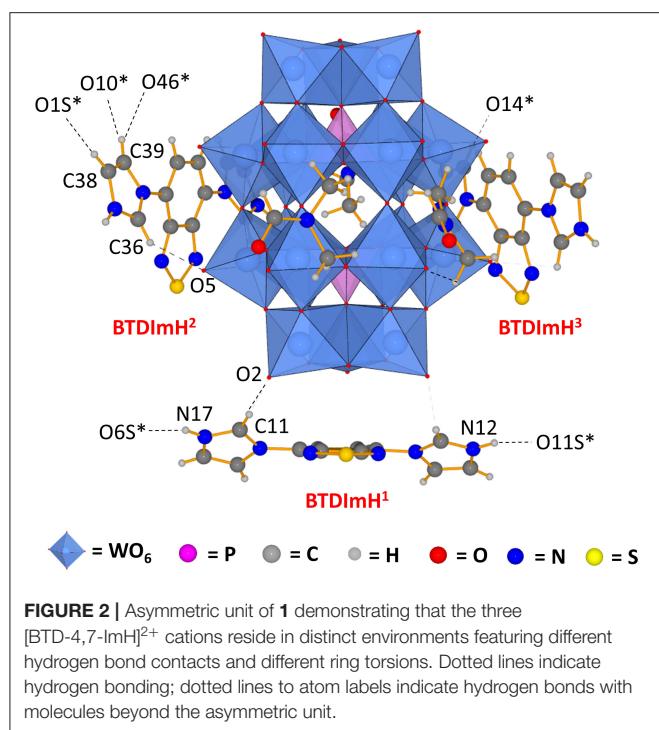 O10* O46*
O1S*
O14*
C39
C38
C36
O5
BTDImH²
BTDImH³
O2
N17
O6S*
C11
N12
O11S*
BTDImH¹
= WO₆ = P = C = H = O = N = S
FIGURE 2 | Asymmetric unit of 1 demonstrating that the three
[BTD-4,7-ImH]²⁺ cations reside in distinct environments featuring different
hydrogen bond contacts and different ring torsions. Dotted lines indicate
hydrogen bonding; dotted lines to atom labels indicate hydrogen bonds with
molecules beyond the asymmetric unit.